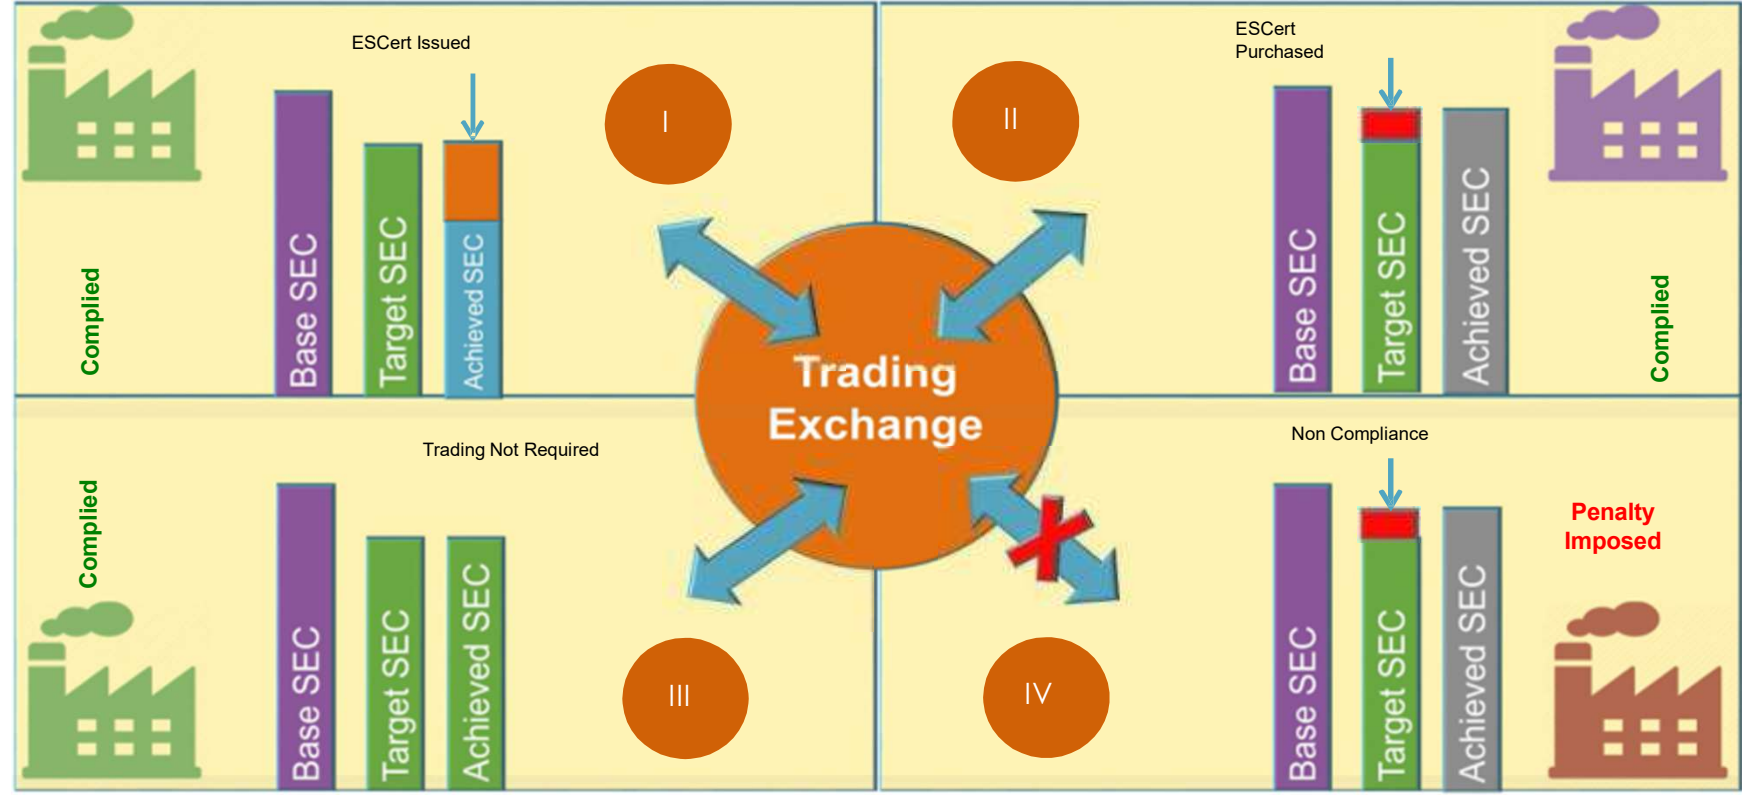 ESCert Issued
I
Base SEC
Target SEC
Achieved SEC
Complied
ESCert
Purchased
II
Base SEC
Target SEC
Achieved SEC
Complied
Trading
Exchange
Trading Not Required
Complied
Base SEC
Target SEC
Achieved SEC
III
Non Compliance
Penalty
Imposed
IV
Base SEC
Target SEC
Achieved SEC